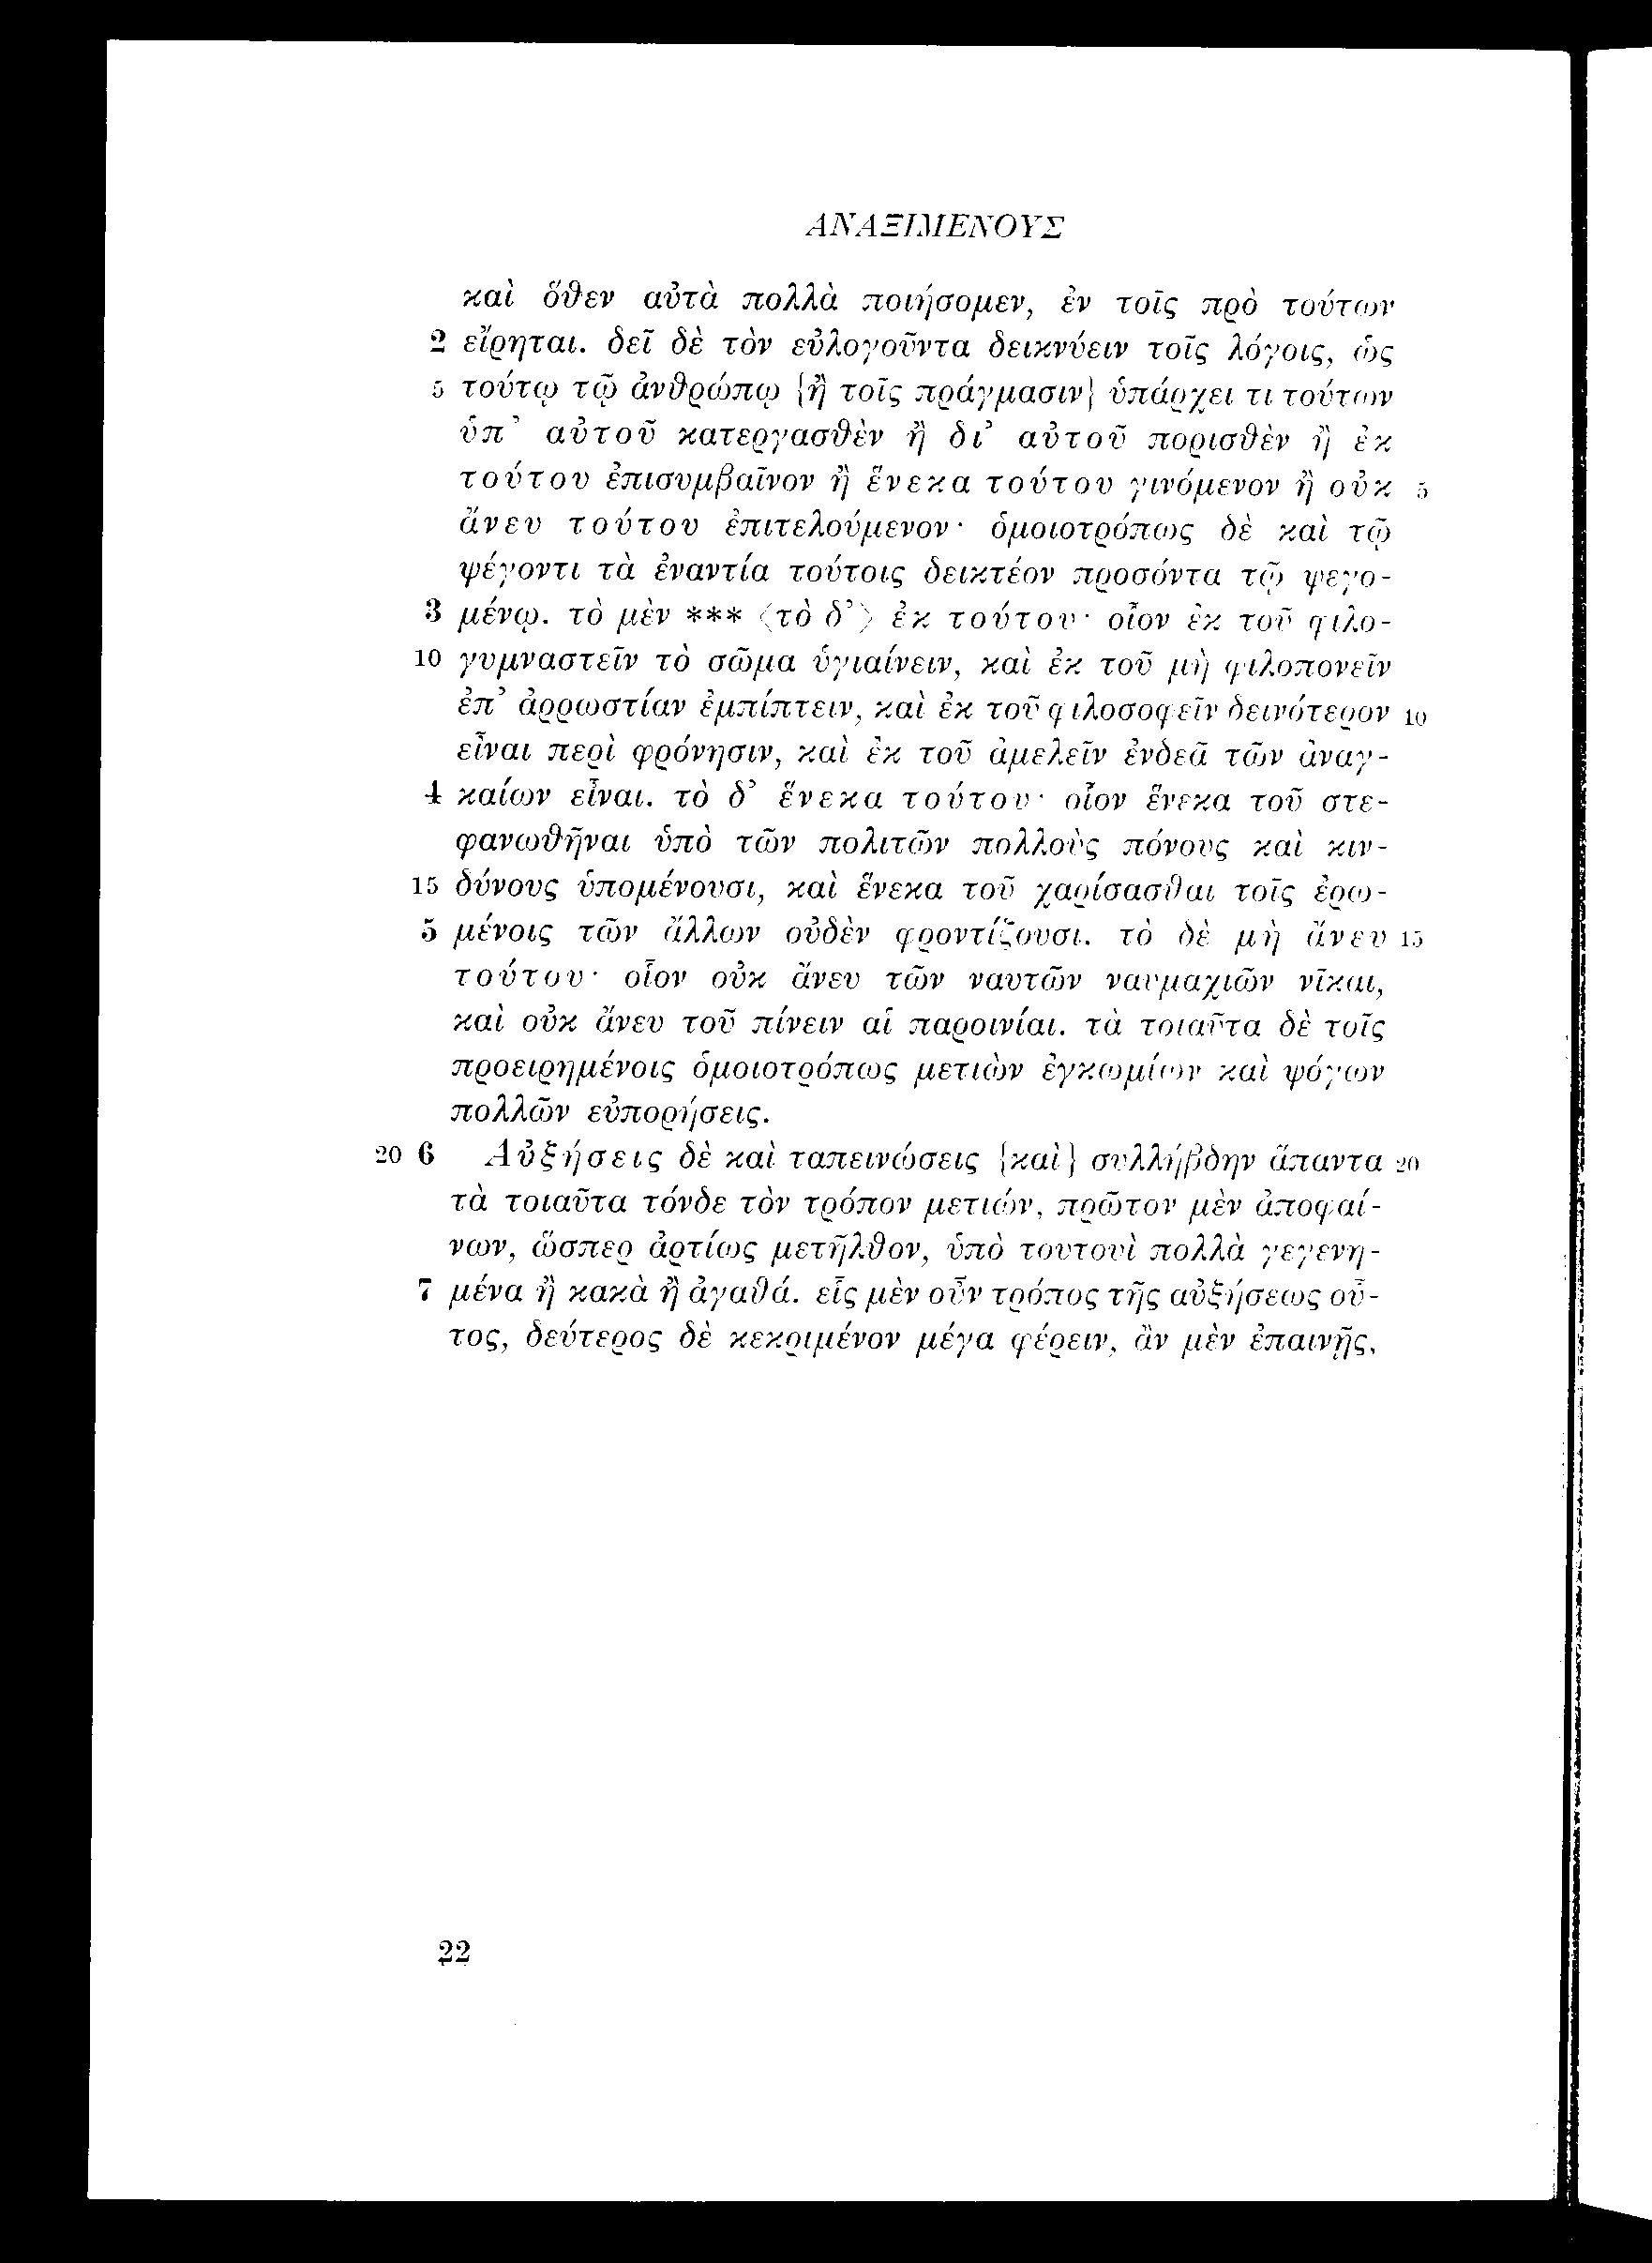 ΑΝΑΞΙΜΕΝΟΥΣ
καὶ ὅθεν αὐτὰ πολλὰ ποιήσομεν, ἐν τοῖς πρὸ τούτων
2 εἴρηται. δεῖ δὲ τὸν εὐλογοῦντα δεικνύειν τοῖς λόγοις, ὡς
5 τούτῳ τῷ ἀνθρώπῳ {ἢ τοῖς πράγμασιν} ὑπάρχει τι τούτων
ὑπ’ αὐτοῦ κατεργασθὲν ἢ δι’ αὐτοῦ πορισθὲν ἢ ἐκ
τούτου ἐπισυμβαῖνον ἢ ἕνεκα τούτου γινόμενον ἢ οὐκ 5
ἄνευ τούτου ἐπιτελούμενον· ὁμοιοτρόπως δὲ καὶ τῷ
ψέγοντι τὰ ἐναντία τούτοις δεικτέον προσόντα τῷ ψεγο-
3 μένῳ. τὸ μὲν *** ⟨τὸ δ’⟩ ἐκ τούτου· οἷον ἐκ τοῦ φιλο-
10 γυμναστεῖν τὸ σῶμα ὑγιαίνειν, καὶ ἐκ τοῦ μὴ φιλοπονεῖν
ἐπ’ ἀρρωστίαν ἐμπίπτειν, καὶ ἐκ τοῦ φιλοσοφεῖν δεινότερον 10
εἶναι περὶ φρόνησιν, καὶ ἐκ τοῦ ἀμελεῖν ἐνδεᾶ τῶν ἀναγ-
4 καίων εἶναι. τὸ δ’ ἕνεκα τούτου· οἷον ἕνεκα τοῦ στε-
φανωθῆναι ὑπὸ τῶν πολιτῶν πολλοὺς πόνους καὶ κιν-
15 δύνους ὑπομένουσι, καὶ ἕνεκα τοῦ χαρίσασθαι τοῖς ἐρω-
5 μένοις τῶν ἄλλων οὐδὲν φροντίζουσι. τὸ δὲ μὴ ἄνευ 15
τούτου· οἷον οὐκ ἄνευ τῶν ναυτῶν ναυμαχιῶν νῖκαι,
καὶ οὐκ ἄνευ τοῦ πίνειν αἱ παροινίαι. τὰ τοιαῦτα δὲ τοῖς
προειρημένοις ὁμοιοτρόπως μετιὼν ἐγκωμίων καὶ ψόγων
πολλῶν εὐπορήσεις.
20 6 Αὐξήσεις δὲ καὶ ταπεινώσεις {καὶ} συλλήβδην ἅπαντα 20
τὰ τοιαῦτα τόνδε τὸν τρόπον μετιών, πρῶτον μὲν ἀποφαί-
νων, ὥσπερ ἀρτίως μετῆλθον, ὑπὸ τουτουὶ πολλὰ γεγενη-
7 μένα ἢ κακὰ ἢ ἀγαθά. εἷς μὲν οὖν τρόπος τῆς αὐξήσεως οὗ-
τος, δεύτερος δὲ κεκριμένον μέγα φέρειν, ἂν μὲν ἐπαινῇς,
22